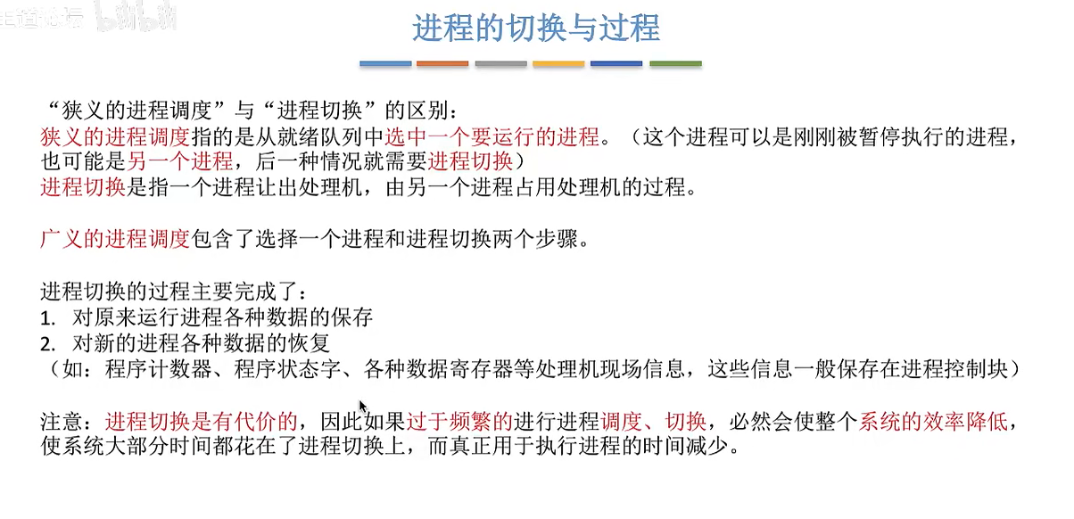 bilibili
进程的切换与过程
“狭义的进程调度”与“进程切换”的区别：
狭义的进程调度指的是从就绪队列中选中一个要运行的进程。（这个进程可以是刚刚被暂停执行的进程，
也可能是另一个进程，后一种情况就需要进程切换）
进程切换是指一个进程让出处理机，由另一个进程占用处理机的过程。
广义的进程调度包含了选择一个进程和进程切换两个步骤。
进程切换的过程主要完成了：
1. 对原来运行进程各种数据的保存
2. 对新的进程各种数据的恢复
（如：程序计数器、程序状态字、各种数据寄存器等处理机现场信息，这些信息一般保存在进程控制块）
注意：进程切换是有代价的，因此如果过于频繁的进行进程调度、切换，必然会使整个系统的效率降低，
使系统大部分时间都花在了进程切换上，而真正用于执行进程的时间减少。